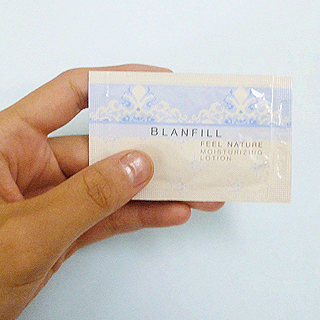 BLANFILL
FEEL NATURE
MOISTURIZING
LOTION